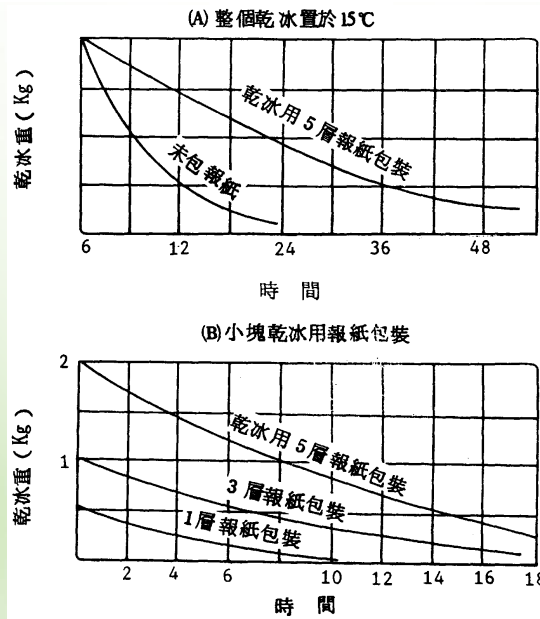 (A) 整個乾冰置於15℃
乾冰重(Kg)
乾冰用5層報紙包裝
未包報紙
6 12 24 36 48
時 間
(B) 小塊乾冰用報紙包裝
乾冰重(Kg)
2
1
乾冰用5層報紙包裝
3層報紙包裝
1層報紙包裝
2 4 6 8 10 12 14 16 18
時 間